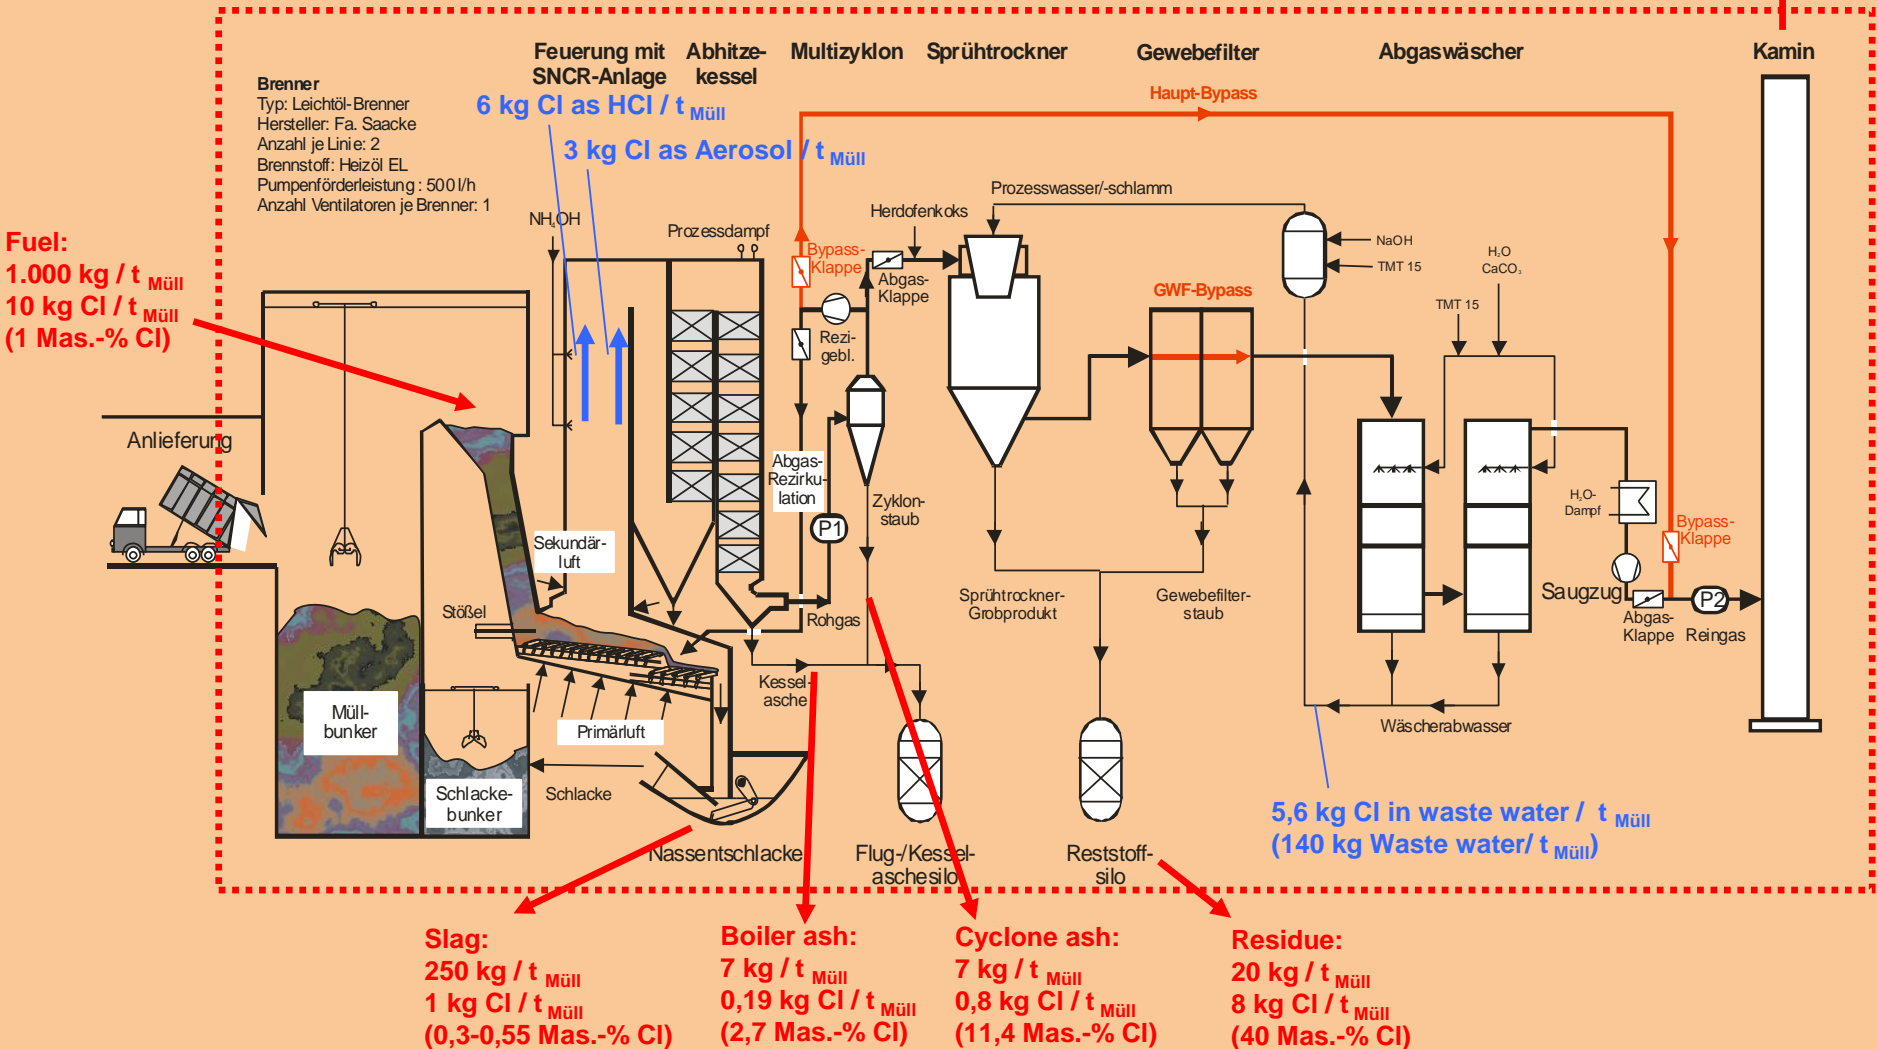 Feuerung mit
SNCR-Anlage
Abhitze-
kessel
Multizyklon
Sprühtrockner
Gewebefilter
Abgaswäscher
Kamin
Brenner
Typ: Leichtöl-Brenner
Hersteller: Fa. Saacke
Anzahl je Linie: 2
Brennstoff: Heizöl EL
Pumpenförderleistung : 500 l/h
Anzahl Ventilatoren je Brenner: 1
6 kg Cl as HCl / t Müll
3 kg Cl as Aerosol / t Müll
Haupt-Bypass
Fuel:
1.000 kg / t Müll
10 kg Cl / t Müll
(1 Mas.-% Cl)
NH4OH
Prozessdampf
Bypass-
Klappe
Herdofenkoks
Abgas-
Klappe
Prozesswasser/-schlamm
NaOH
TMT 15
H2O
CaCO3
TMT 15
GWF-Bypass
Rezi-
gebl.
Anlieferung
Abgas-
Rezirku-
lation
Zyklon-
staub
P1
H2O-
Dampf
Bypass-
Klappe
Sekundär-
luft
Stößel
Rohgas
Sprühtrockner-
Grobprodukt
Gewebefilter-
staub
Saugzug
Abgas-
Klappe
P2
Reingas
Kessel-
asche
Müll-
bunker
Primärluft
Wäscherabwasser
Schlacke-
bunker
Schlacke
5,6 kg Cl in waste water / t Müll
(140 kg Waste water/ t Müll)
Nassentschlacke
Flug-/Kessel-
aschesilo
Reststoff-
silo
Slag:
250 kg / t Müll
1 kg Cl / t Müll
(0,3-0,55 Mas.-% Cl)
Boiler ash:
7 kg / t Müll
0,19 kg Cl / t Müll
(2,7 Mas.-% Cl)
Cyclone ash:
7 kg / t Müll
0,8 kg Cl / t Müll
(11,4 Mas.-% Cl)
Residue:
20 kg / t Müll
8 kg Cl / t Müll
(40 Mas.-% Cl)